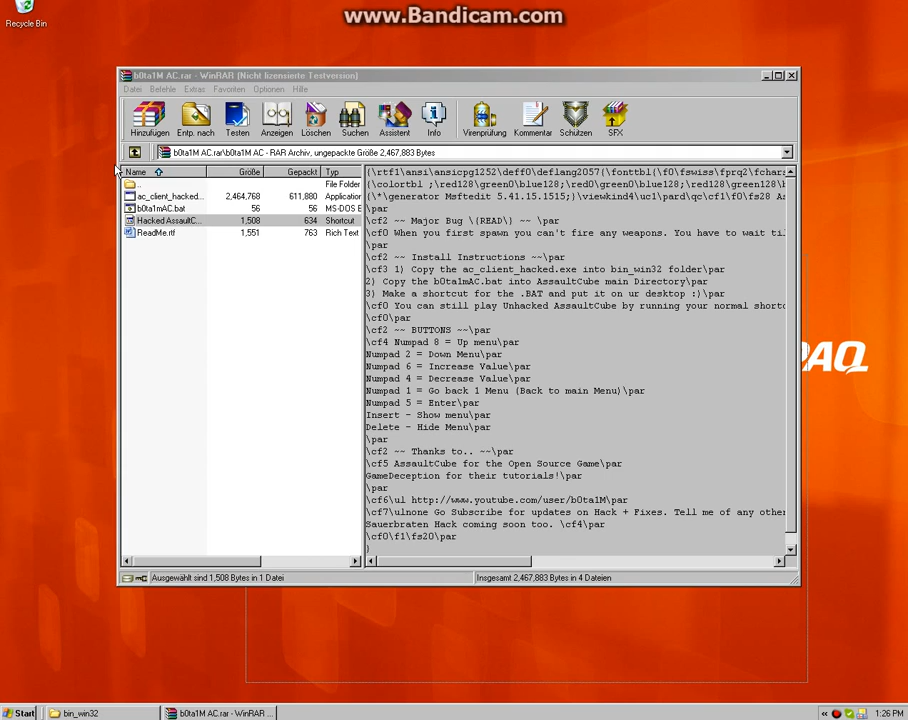 www.Bandicam.com
Recycle Bin
b0ta1M AC.rar - WinRAR (Nicht lizensierte Testversion)
Datei Befehle Extras Favoriten Optionen Hilfe
Hinzufügen Entp. nach Testen Anzeigen Löschen Suchen Assistent Info Virenprüfung Kommentar Schützen SFX
b0ta1M AC.rar\b0ta1M AC - RAR Archiv, ungepackte Größe 2,467,883 Bytes
Name Größe Gepackt Typ
.. File Folder
ac_client_hacked... 2,464,768 611,880 Applicatio
b0ta1mAC.bat 56 56 MS-DOS E
Hacked AssaultC... 1,508 634 Shortcut
ReadMe.rtf 1,551 763 Rich Text
{\rtf1\ansi\ansicpg1252\deff0\deflang2057{\fonttbl{\f0\fswiss\fprq2\fchars
{\colortbl ;\red128\green0\blue128;\red0\green0\blue128;\red128\green128\b
{\*\generator Msftedit 5.41.15.1515;}\viewkind4\uc1\pard\qc\cf1\f0\fs28 As
\par
\cf2 ~~ Major Bug \{READ\} ~~ \par
\cf0 When you first spawn you can't fire any weapons. You have to wait til
\par
\cf2 ~~ Install Instructions ~~\par
\cf3 1) Copy the ac_client_hacked.exe into bin_win32 folder\par
2) Copy the b0ta1mAC.bat into AssaultCube main Directory\par
3) Make a shortcut for the .BAT and put it on ur desktop :)\par
\cf0 You can still play Unhacked AssaultCube by running your normal shortc
\cf0\par
\cf2 ~~ BUTTONS ~~\par
\cf4 Numpad 8 = Up menu\par
Numpad 2 = Down Menu\par
Numpad 6 = Increase Value\par
Numpad 4 = Decrease Value\par
Numpad 1 = Go back 1 Menu (Back to main Menu)\par
Numpad 5 = Enter\par
Insert - Show menu\par
Delete - Hide Menu\par
\par
\cf2 ~~ Thanks to.. ~~\par
\cf5 AssaultCube for the Open Source Game\par
GameDeception for their tutorials!\par
\par
\cf6\ul http://www.youtube.com/user/b0ta1M\par
\cf7\ulnone Go Subscribe for updates on Hack + Fixes. Tell me of any other
Sauerbraten Hack coming soon too. \cf4\par
\cf0\f1\fs20\par
}
Ausgewählt sind 1,508 Bytes in 1 Datei
Insgesamt 2,467,883 Bytes in 4 Dateien
Start bin_win32 b0ta1M AC.rar - WinRAR ... 1:26 PM